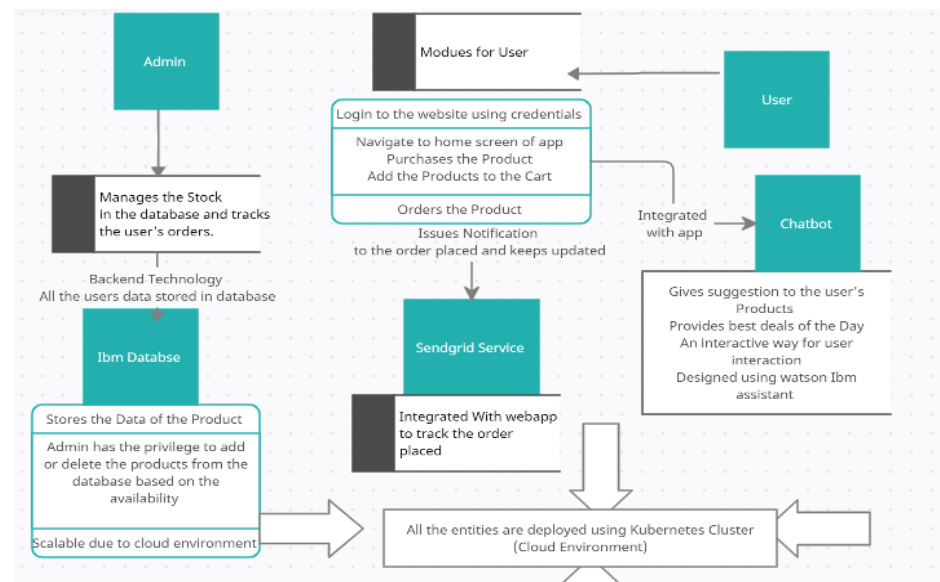 Admin
Modues for User
User
Login to the website using credentials
Navigate to home screen of app
Purchases the Product
Add the Products to the Cart
Orders the Product
Manages the Stock
in the database and tracks
the user's orders.
Integrated
with app
Chatbot
Issues Notification
to the order placed and keeps updated
Backend Technology
All the users data stored in database
Gives suggestion to the user's
Products
Provides best deals of the Day
An interactive way for user
interaction
Designed using watson Ibm
assistant
Ibm Databse
Sendgrid Service
Stores the Data of the Product
Admin has the privilege to add
or delete the products from the
database based on the
availability
Scalable due to cloud environment
Integrated With webapp
to track the order
placed
All the entities are deployed using Kubernetes Cluster
(Cloud Environment)